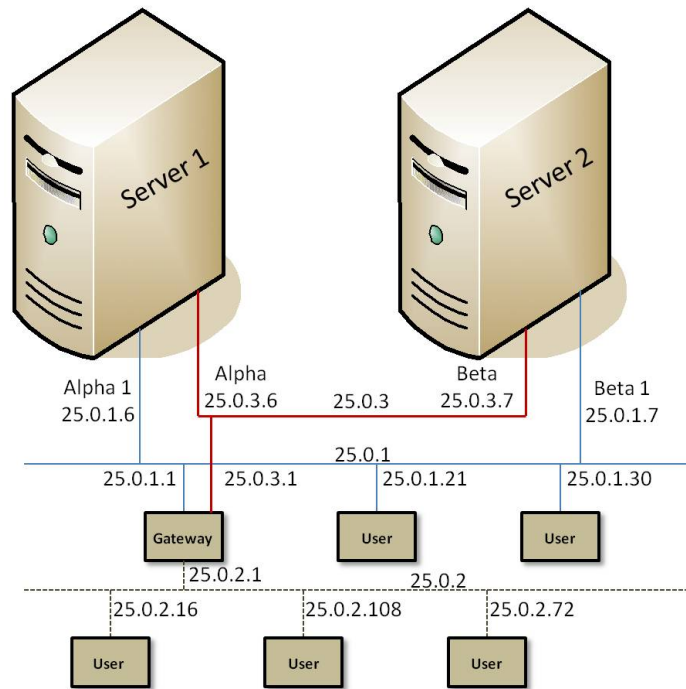 Server 1
Server 2
Alpha 1
25.0.1.6
Alpha
25.0.3.6
25.0.3
Beta
25.0.3.7
Beta 1
25.0.1.7
25.0.1
25.0.1.1
25.0.3.1
25.0.1.21
25.0.1.30
Gateway
User
User
25.0.2.1
25.0.2
25.0.2.16
25.0.2.108
25.0.2.72
User
User
User